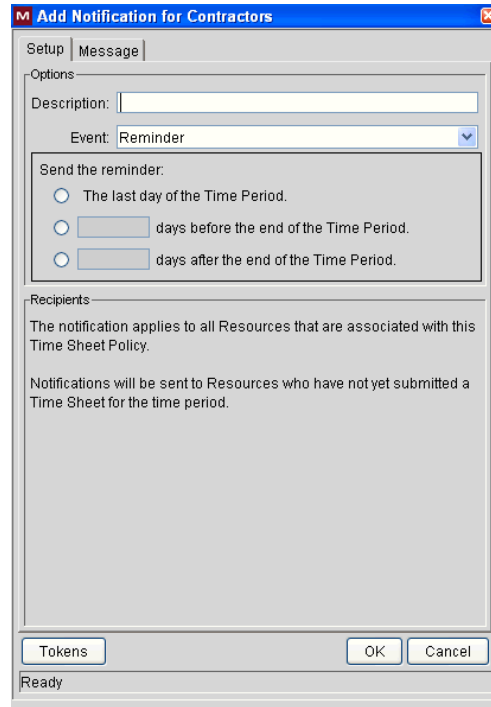 M Add Notification for Contractors
Setup Message
Options
Description:
Event: Reminder
Send the reminder:
The last day of the Time Period.
days before the end of the Time Period.
days after the end of the Time Period.
Recipients
The notification applies to all Resources that are associated with this
Time Sheet Policy.
Notifications will be sent to Resources who have not yet submitted a
Time Sheet for the time period.
Tokens OK Cancel
Ready